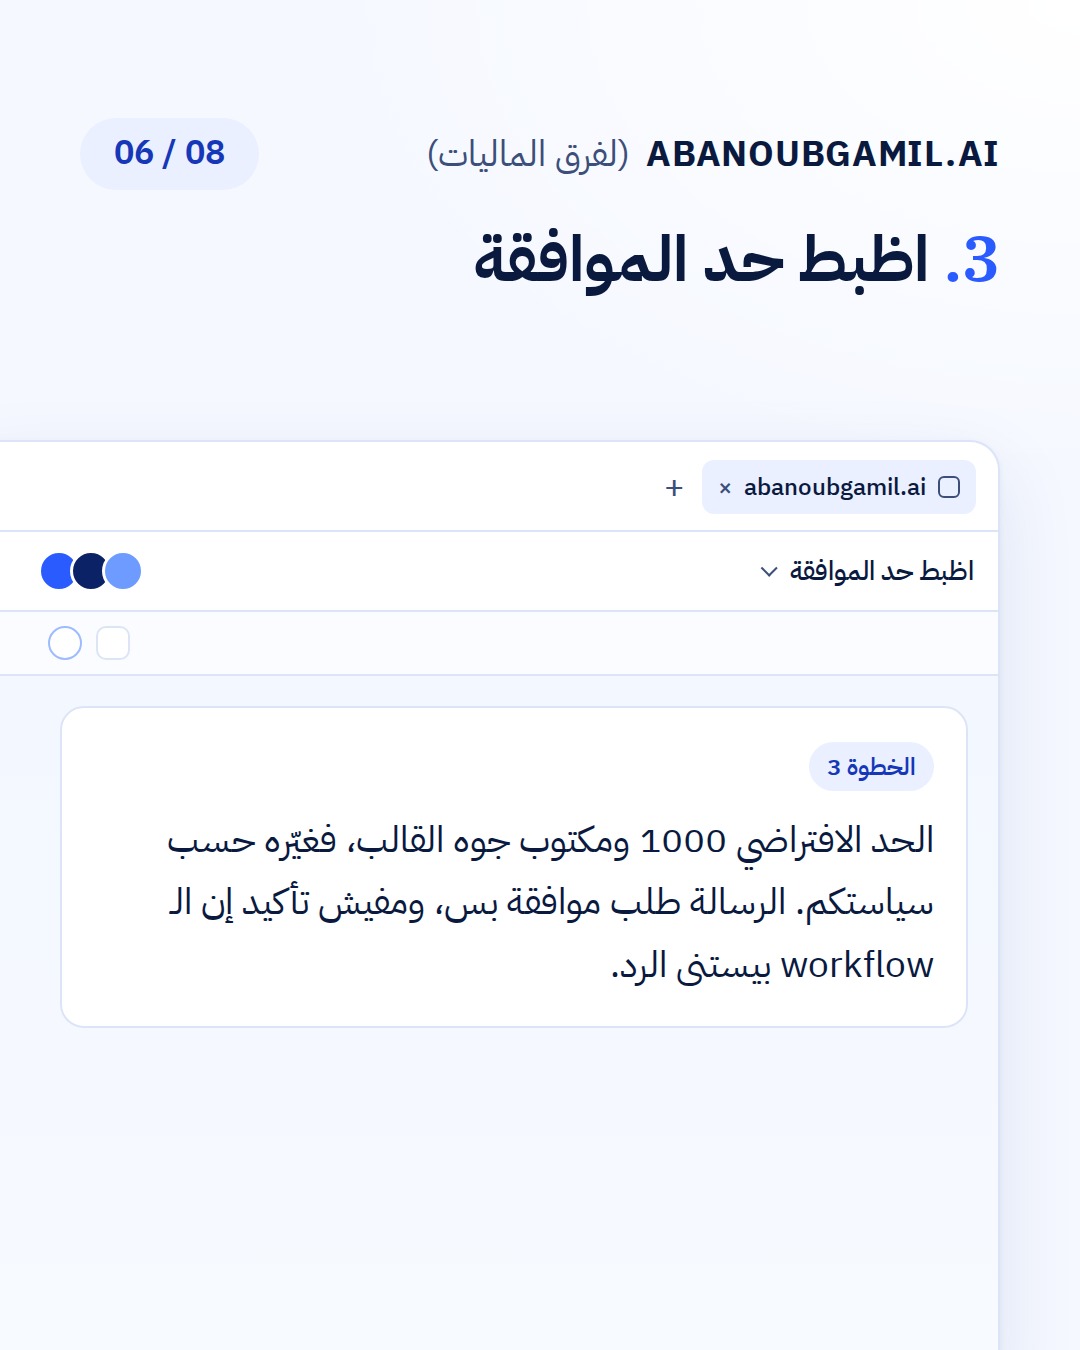 ABANOUBGAMIL.AI (لفرق الماليات)
06 / 08
3. اظبط حد الموافقة
abanoubgamil.ai × +
اظبط حد الموافقة
الخطوة 3
الحد الافتراضي 1000 ومكتوب جوه القالب، فغيّره حسب
سياستكم. الرسالة طلب موافقة بس، ومفيش تأكيد إن الـ
workflow بيستنى الرد.